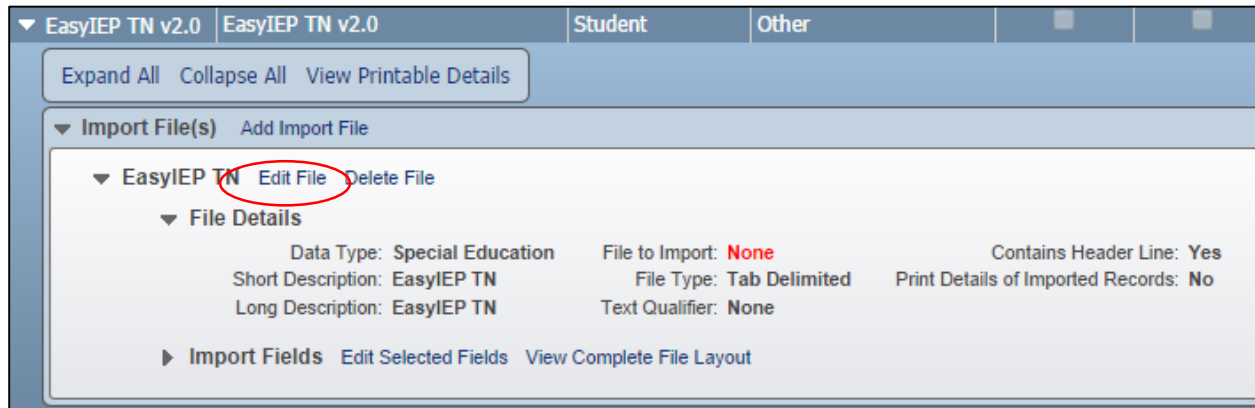 EasyIEP TN v2.0 EasyIEP TN v2.0 Student Other
Expand All Collapse All View Printable Details
Import File(s) Add Import File
EasyIEP TN Edit File Delete File
File Details
Data Type: Special Education File to Import: None Contains Header Line: Yes
Short Description: EasyIEP TN File Type: Tab Delimited Print Details of Imported Records: No
Long Description: EasyIEP TN Text Qualifier: None
Import Fields Edit Selected Fields View Complete File Layout